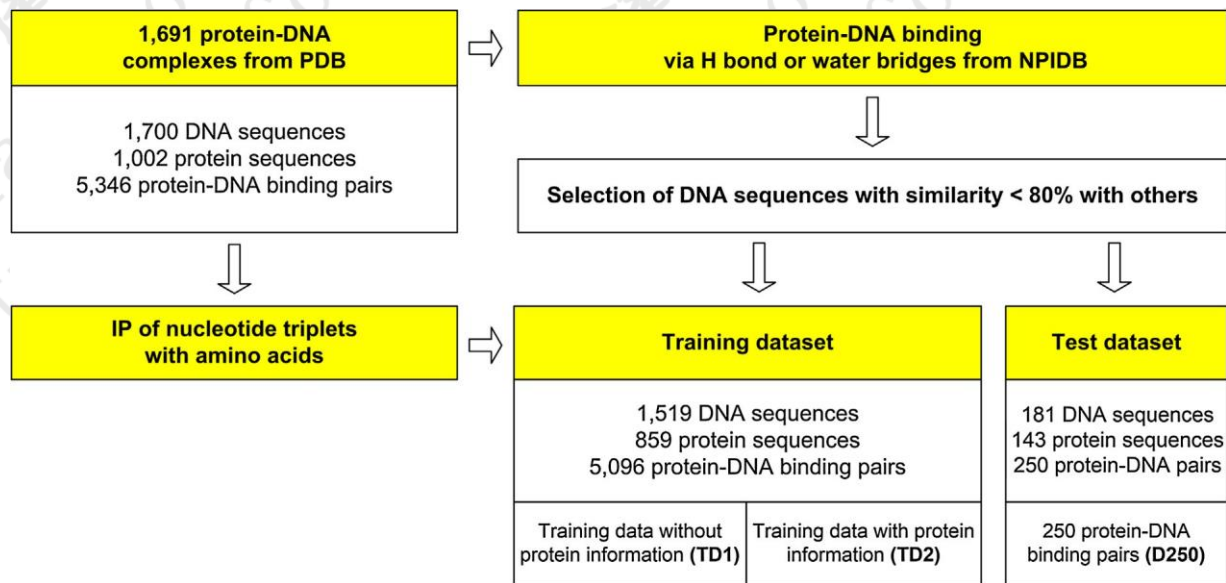 1,691 protein-DNA
complexes from PDB
1,700 DNA sequences
1,002 protein sequences
5,346 protein-DNA binding pairs
Protein-DNA binding
via H bond or water bridges from NPIDB
Selection of DNA sequences with similarity < 80% with others
IP of nucleotide triplets
with amino acids
Training dataset
1,519 DNA sequences
859 protein sequences
5,096 protein-DNA binding pairs
Training data without
protein information (TD1)
Training data with protein
information (TD2)
Test dataset
181 DNA sequences
143 protein sequences
250 protein-DNA pairs
250 protein-DNA
binding pairs (D250)